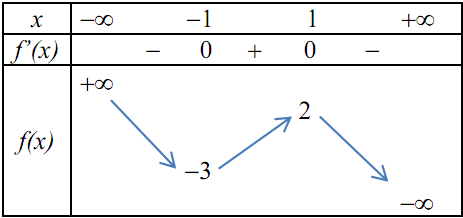 x −∞ −1 1 +∞
f'(x) − 0 + 0 −
+∞
2
f(x)
−3
−∞